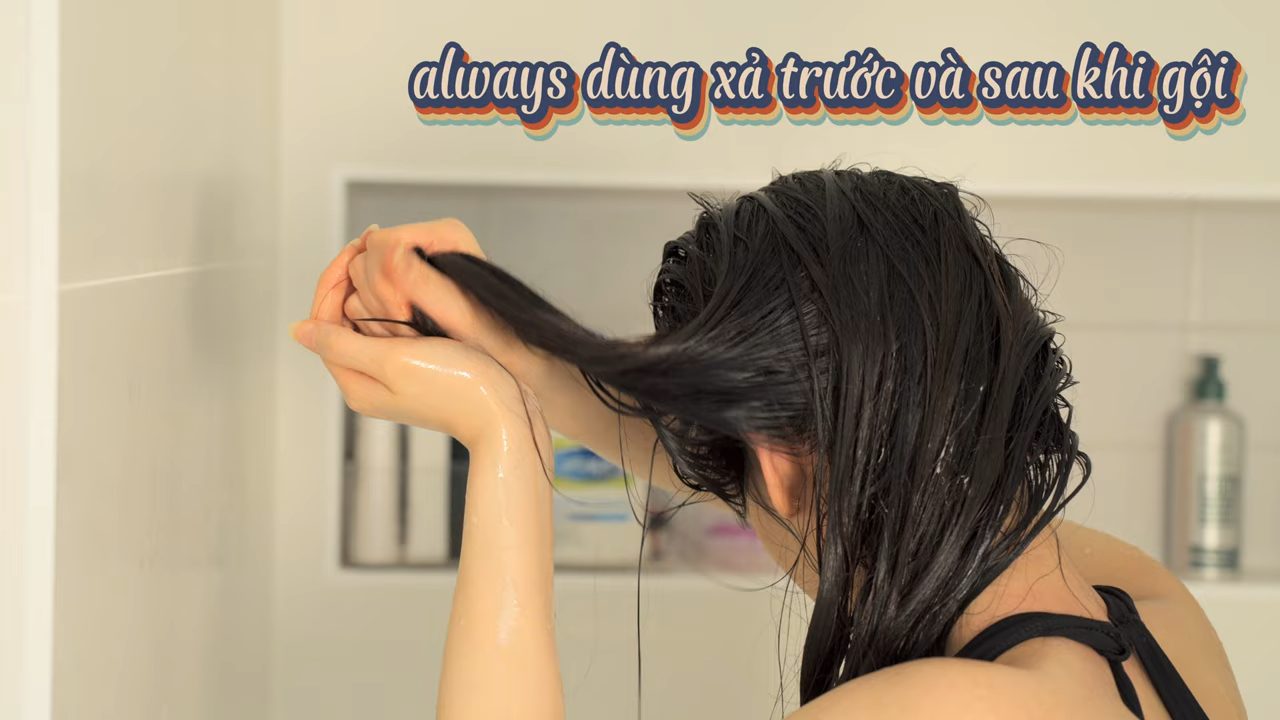 always dùng xả trước và sau khi gội